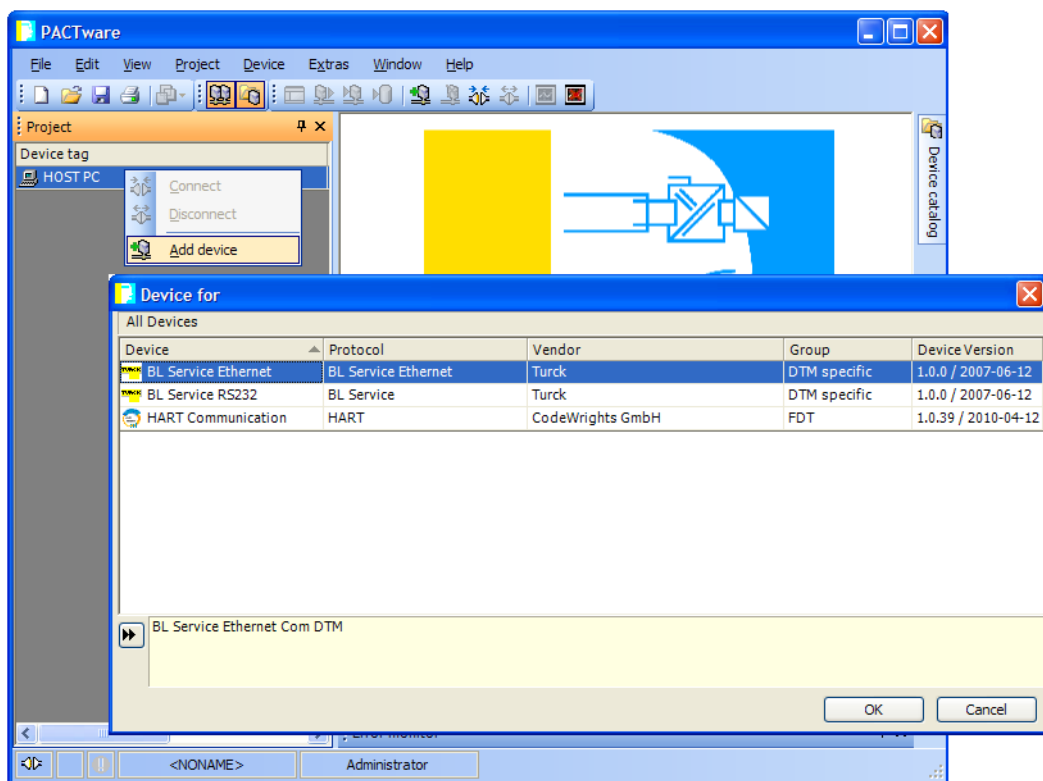 PACTware
File Edit View Project Device Extras Window Help
Project
Device tag
HOST PC
Connect
Disconnect
Add device
Device catalog
Device for
All Devices
Device Protocol Vendor Group Device Version
TURCK BL Service Ethernet BL Service Ethernet Turck DTM specific 1.0.0 / 2007-06-12
TURCK BL Service RS232 BL Service Turck DTM specific 1.0.0 / 2007-06-12
HART Communication HART CodeWrights GmbH FDT 1.0.39 / 2010-04-12
BL Service Ethernet Com DTM
OK Cancel
Error monitor
<NONAME> Administrator